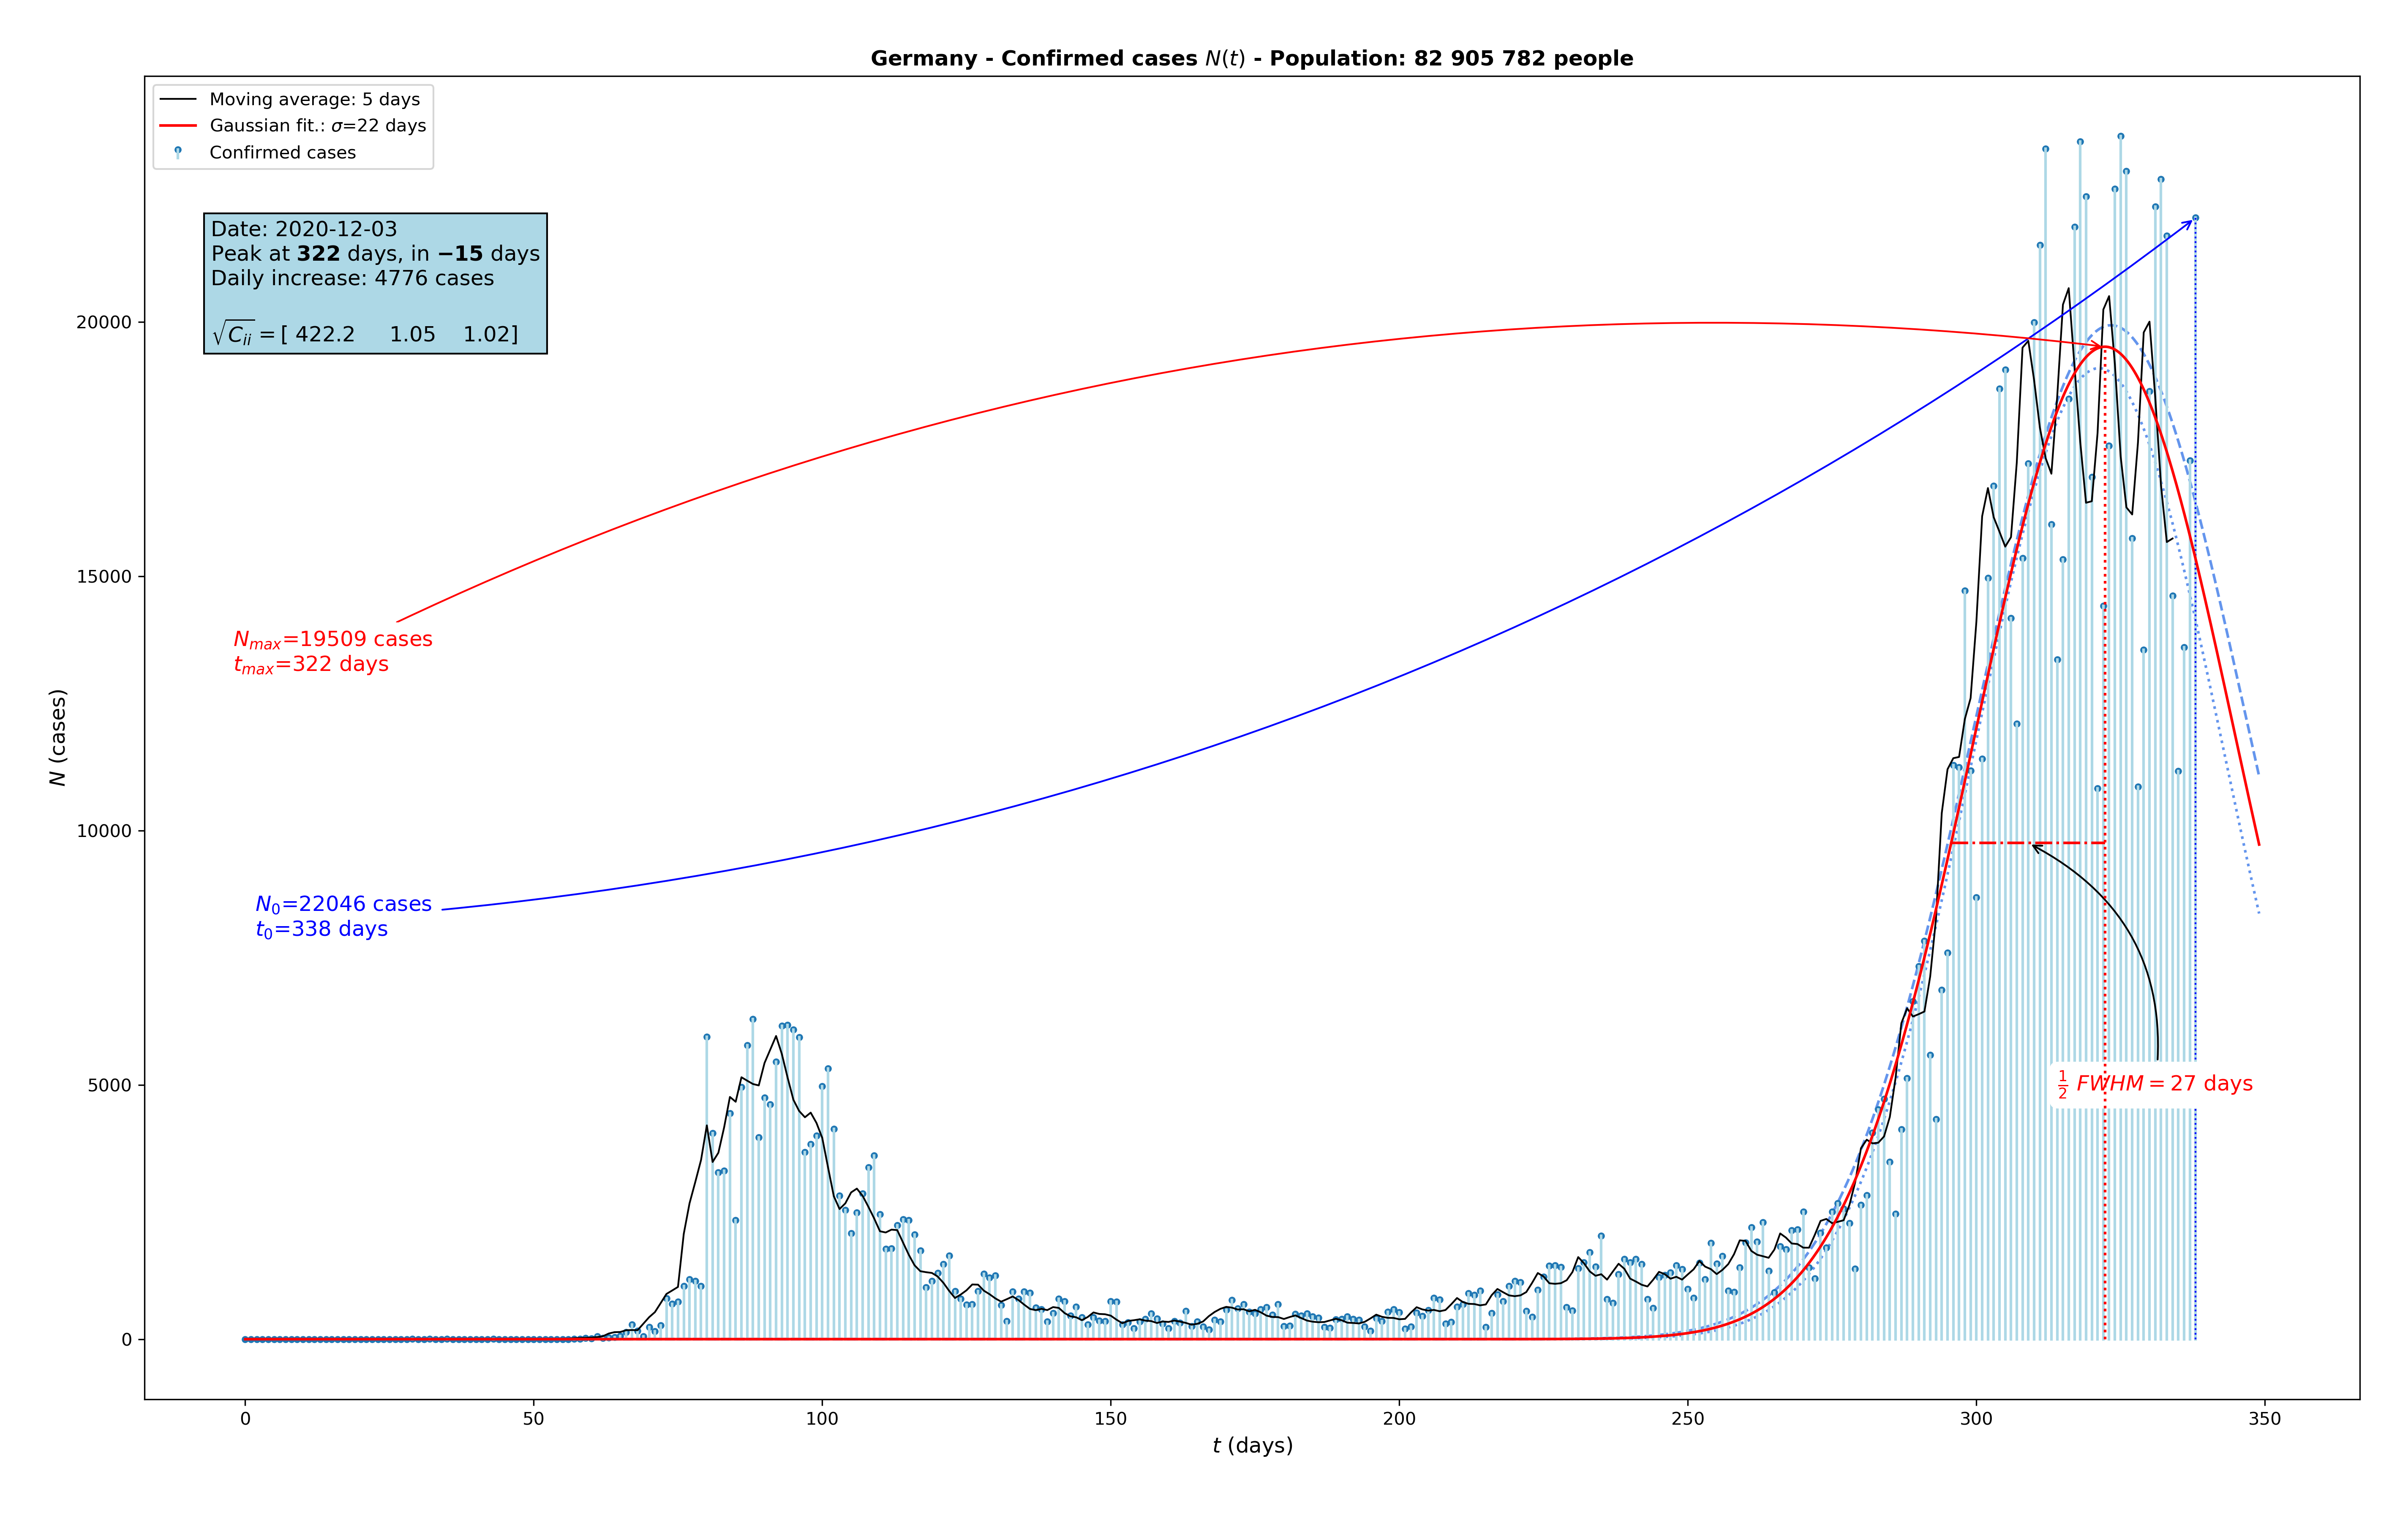 Germany - Confirmed cases N(t) - Population: 82 905 782 people
Moving average: 5 days
Gaussian fit.: σ=22 days
Confirmed cases
Date: 2020-12-03
Peak at 322 days, in −15 days
Daily increase: 4776 cases
√C_ii = [ 422.2 1.05 1.02]
20000
15000
10000
5000
0
N (cases)
N_max=19509 cases
t_max=322 days
N_0=22046 cases
t_0=338 days
1/2 FWHM = 27 days
0 50 100 150 200 250 300 350
t (days)